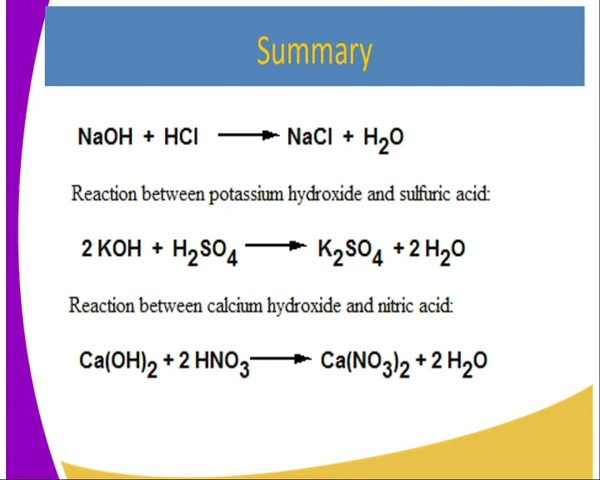 Summary
NaOH + HCl ⟶ NaCl + H₂O
Reaction between potassium hydroxide and sulfuric acid:
2 KOH + H₂SO₄ ⟶ K₂SO₄ + 2 H₂O
Reaction between calcium hydroxide and nitric acid:
Ca(OH)₂ + 2 HNO₃ ⟶ Ca(NO₃)₂ + 2 H₂O